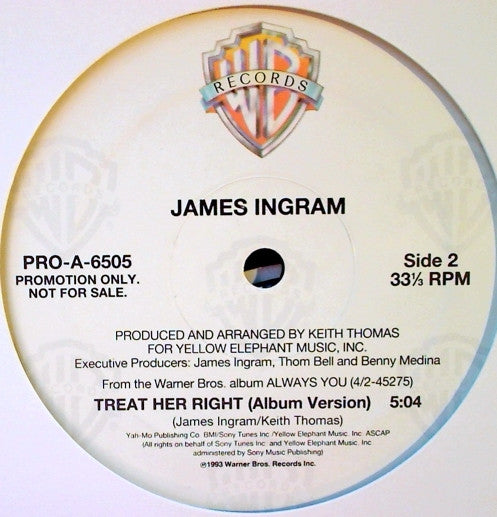 WB
RECORDS
JAMES INGRAM
PRO-A-6505
PROMOTION ONLY.
NOT FOR SALE.
Side 2
33⅓ RPM
PRODUCED AND ARRANGED BY KEITH THOMAS
FOR YELLOW ELEPHANT MUSIC, INC.
Executive Producers: James Ingram, Thom Bell and Benny Medina
From the Warner Bros. album ALWAYS YOU (4/2-45275)
TREAT HER RIGHT (Album Version) 5:04
(James Ingram/Keith Thomas)
Yah-Mo Publishing Co. BMI/Sony Tunes Inc./Yellow Elephant Music, Inc. ASCAP
(All rights on behalf of Sony Tunes Inc. and Yellow Elephant Music, Inc.
administered by Sony Music Publishing)
℗1993 Warner Bros. Records Inc.